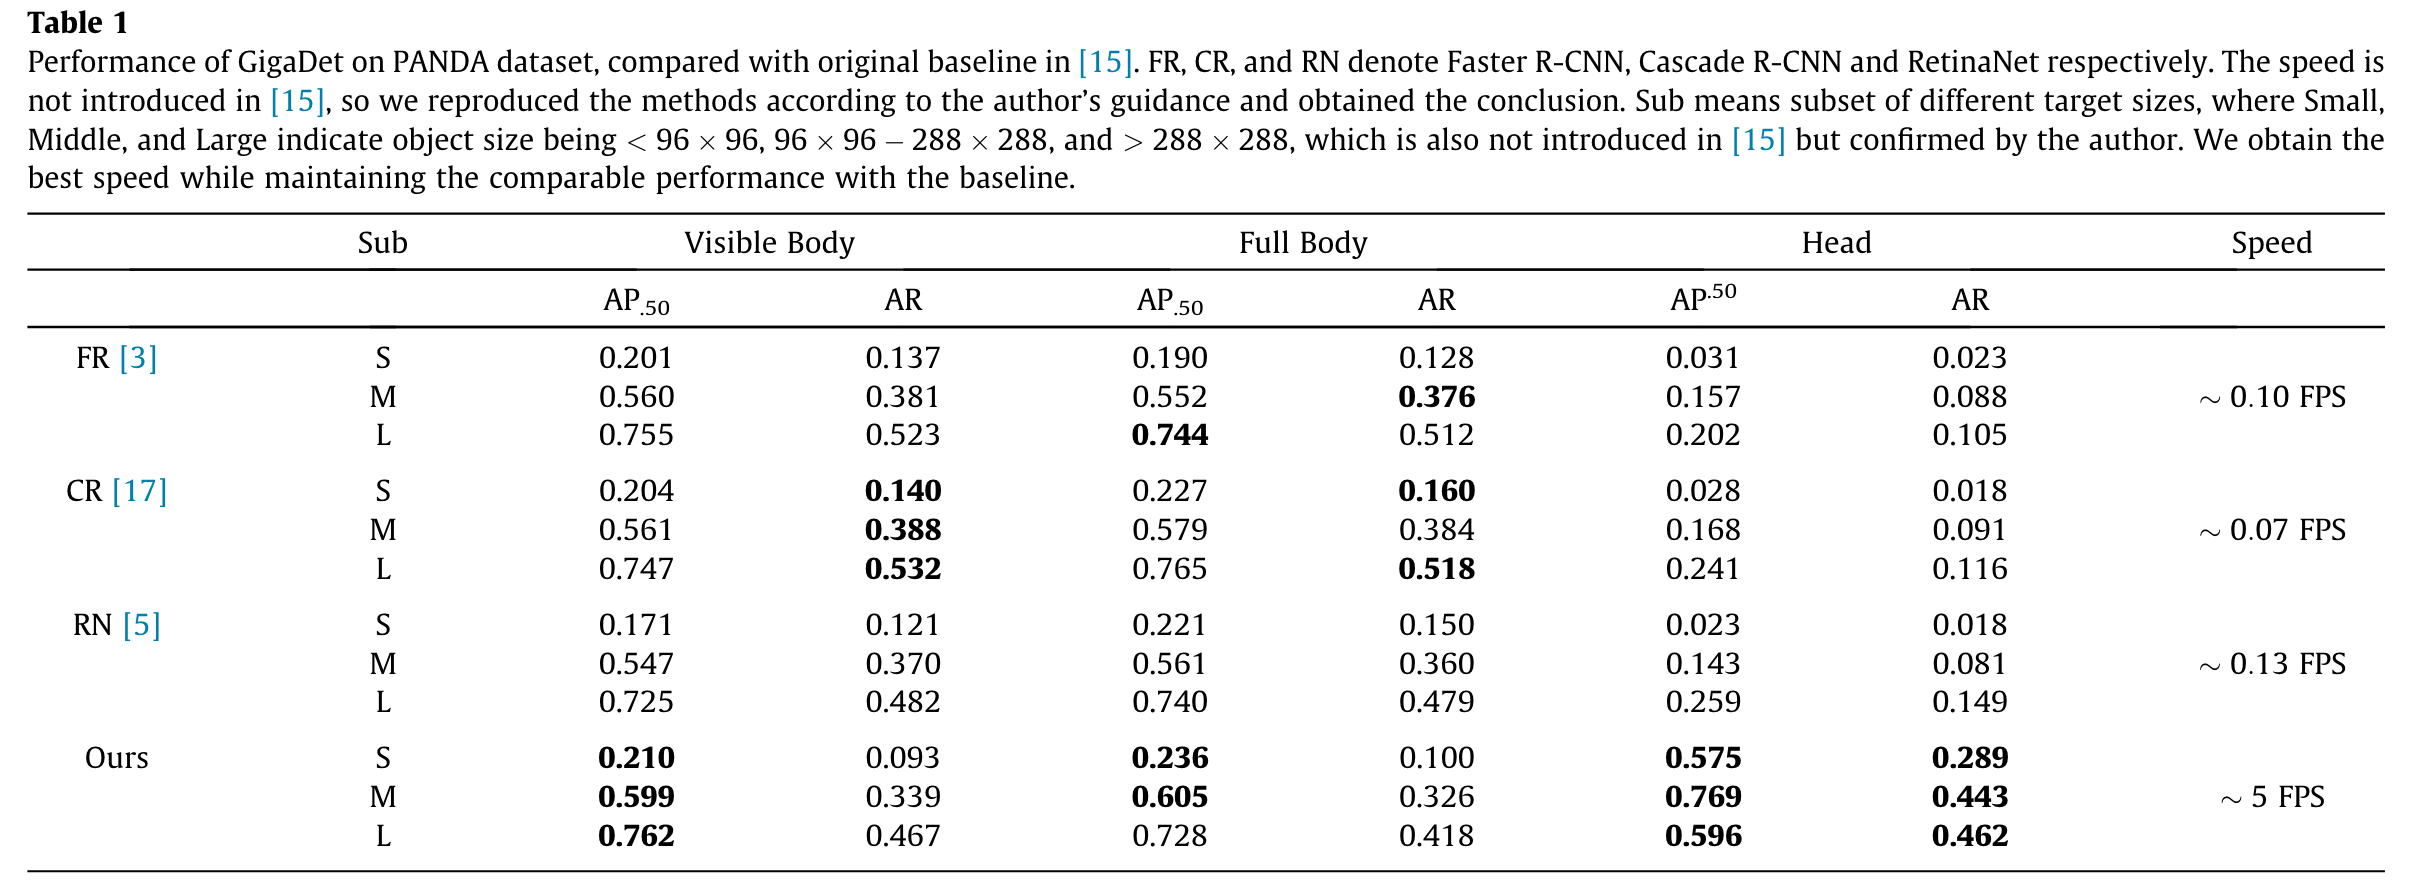 Table 1
Performance of GigaDet on PANDA dataset, compared with original baseline in [15]. FR, CR, and RN denote Faster R-CNN, Cascade R-CNN and RetinaNet respectively. The speed is
not introduced in [15], so we reproduced the methods according to the author’s guidance and obtained the conclusion. Sub means subset of different target sizes, where Small,
Middle, and Large indicate object size being < 96 × 96, 96 × 96 − 288 × 288, and > 288 × 288, which is also not introduced in [15] but confirmed by the author. We obtain the
best speed while maintaining the comparable performance with the baseline.
Sub Visible Body Full Body Head Speed
AP.50 AR AP.50 AR AP.50 AR
FR [3] S 0.201 0.137 0.190 0.128 0.031 0.023
M 0.560 0.381 0.552 0.376 0.157 0.088 ∼ 0.10 FPS
L 0.755 0.523 0.744 0.512 0.202 0.105
CR [17] S 0.204 0.140 0.227 0.160 0.028 0.018
M 0.561 0.388 0.579 0.384 0.168 0.091 ∼ 0.07 FPS
L 0.747 0.532 0.765 0.518 0.241 0.116
RN [5] S 0.171 0.121 0.221 0.150 0.023 0.018
M 0.547 0.370 0.561 0.360 0.143 0.081 ∼ 0.13 FPS
L 0.725 0.482 0.740 0.479 0.259 0.149
Ours S 0.210 0.093 0.236 0.100 0.575 0.289
M 0.599 0.339 0.605 0.326 0.769 0.443 ∼ 5 FPS
L 0.762 0.467 0.728 0.418 0.596 0.462